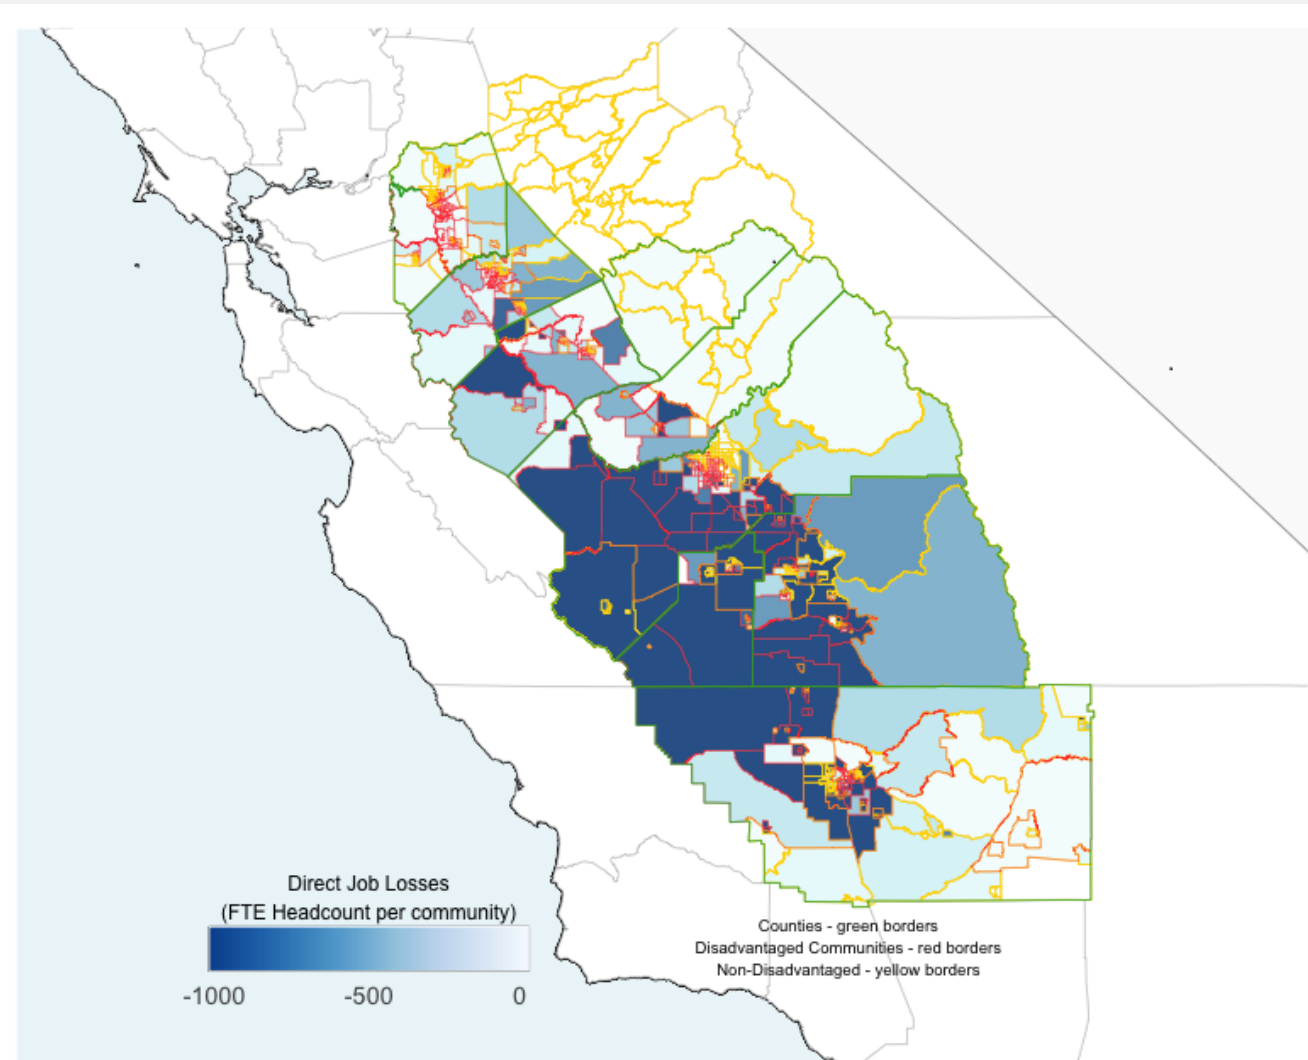 Direct Job Losses
(FTE Headcount per community)
-1000 -500 0
Counties - green borders
Disadvantaged Communities - red borders
Non-Disadvantaged - yellow borders